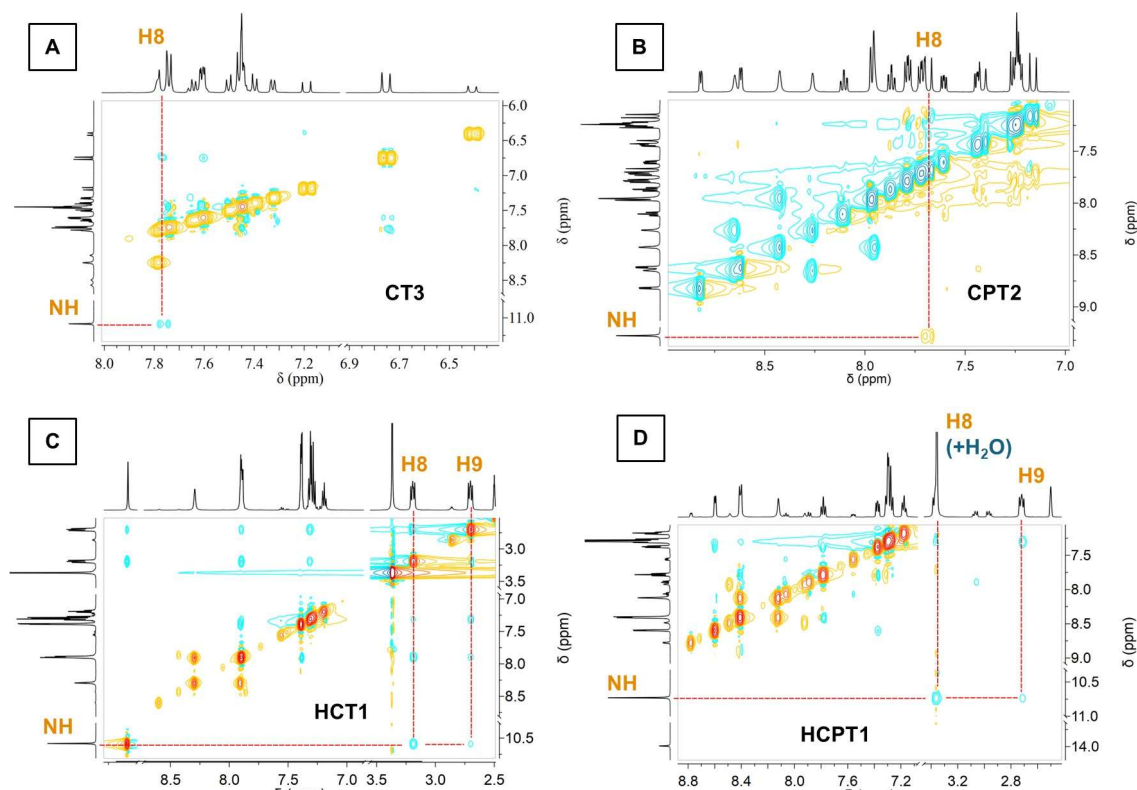 A
H8
6.0
6.5
7.0
7.5
8.0
8.5
11.0
δ (ppm)
NH
CT3
8.0 7.8 7.6 7.4 7.2 6.9 6.7 6.5
δ (ppm)
B
H8
7.5
8.0
8.5
9.0
δ (ppm)
NH
CPT2
8.5 8.0 7.5 7.0
δ (ppm)
C
H8 H9
3.0
3.5
7.0
7.5
8.0
8.5
10.5
δ (ppm)
NH
HCT1
8.5 8.0 7.5 7.0 3.5 3.0 2.5
D
H8
(+H₂O)
H9
7.5
8.0
8.5
9.0
10.5
11.0
14.0
δ (ppm)
NH
HCPT1
8.8 8.4 8.0 7.6 7.2 3.2 2.8